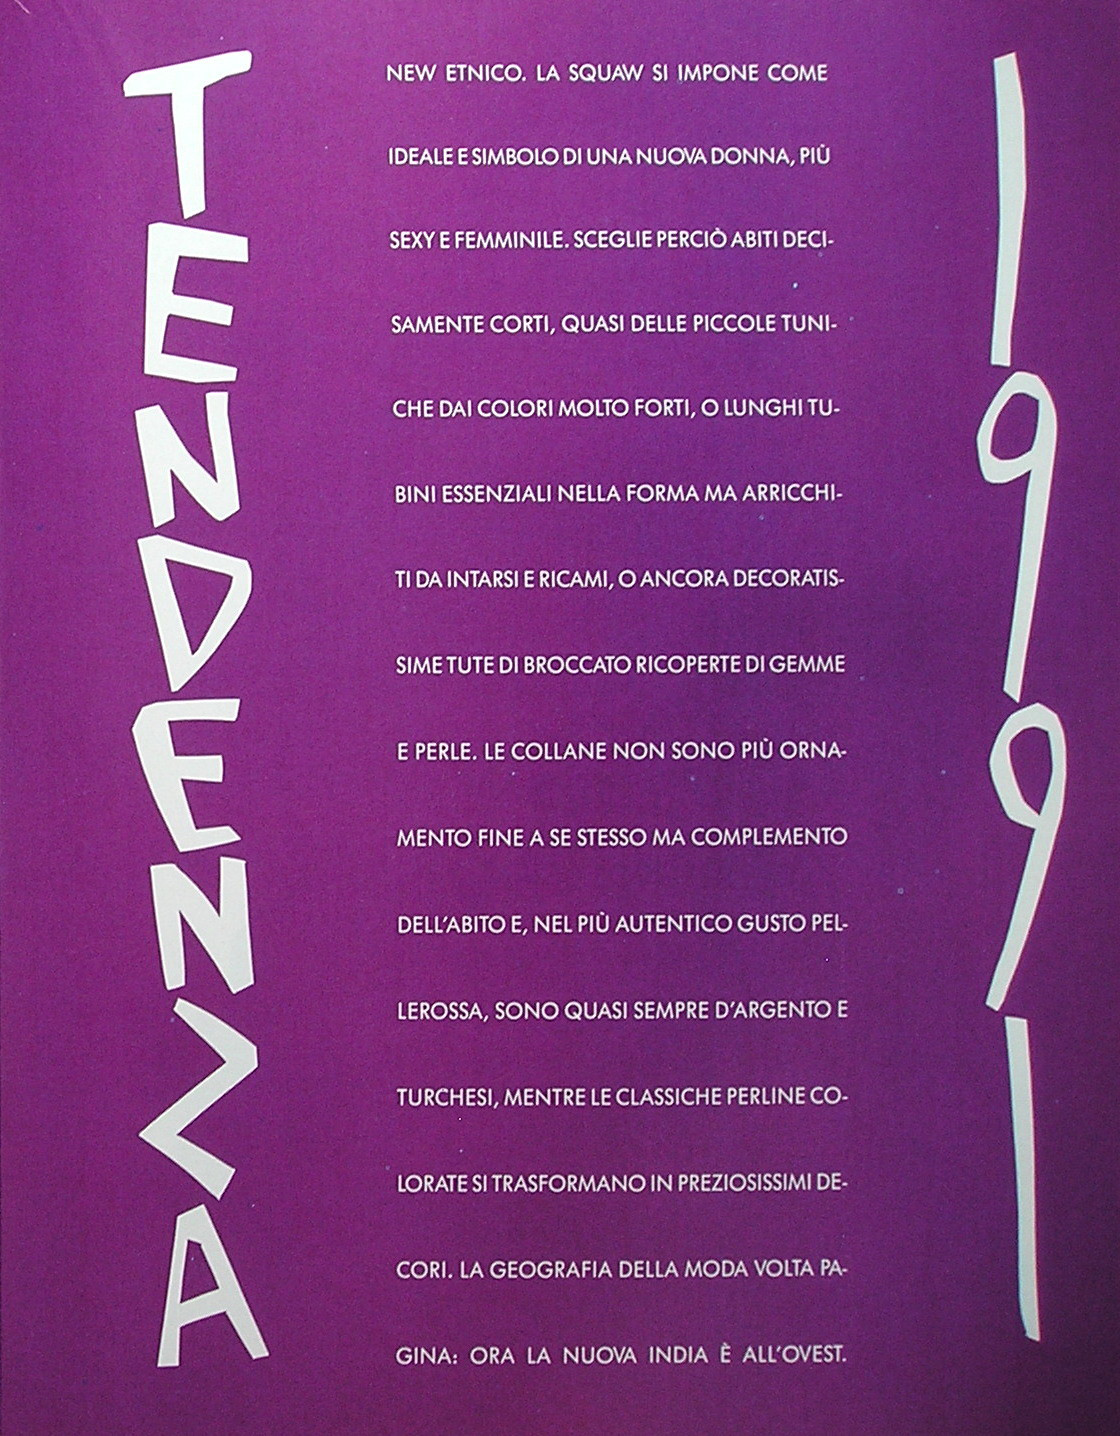 TENDENZA
NEW ETNICO. LA SQUAW SI IMPONE COME
IDEALE E SIMBOLO DI UNA NUOVA DONNA, PIÙ
SEXY E FEMMINILE. SCEGLIE PERCIÒ ABITI DECI-
SAMENTE CORTI, QUASI DELLE PICCOLE TUNI-
CHE DAI COLORI MOLTO FORTI, O LUNGHI TU-
BINI ESSENZIALI NELLA FORMA MA ARRICCHI-
TI DA INTARSI E RICAMI, O ANCORA DECORATIS-
SIME TUTE DI BROCCATO RICOPERTE DI GEMME
E PERLE. LE COLLANE NON SONO PIÙ ORNA-
MENTO FINE A SE STESSO MA COMPLEMENTO
DELL'ABITO E, NEL PIÙ AUTENTICO GUSTO PEL-
LEROSSA, SONO QUASI SEMPRE D'ARGENTO E
TURCHESI, MENTRE LE CLASSICHE PERLINE CO-
LORATE SI TRASFORMANO IN PREZIOSISSIMI DE-
CORI. LA GEOGRAFIA DELLA MODA VOLTA PA-
GINA: ORA LA NUOVA INDIA È ALL'OVEST.
1991